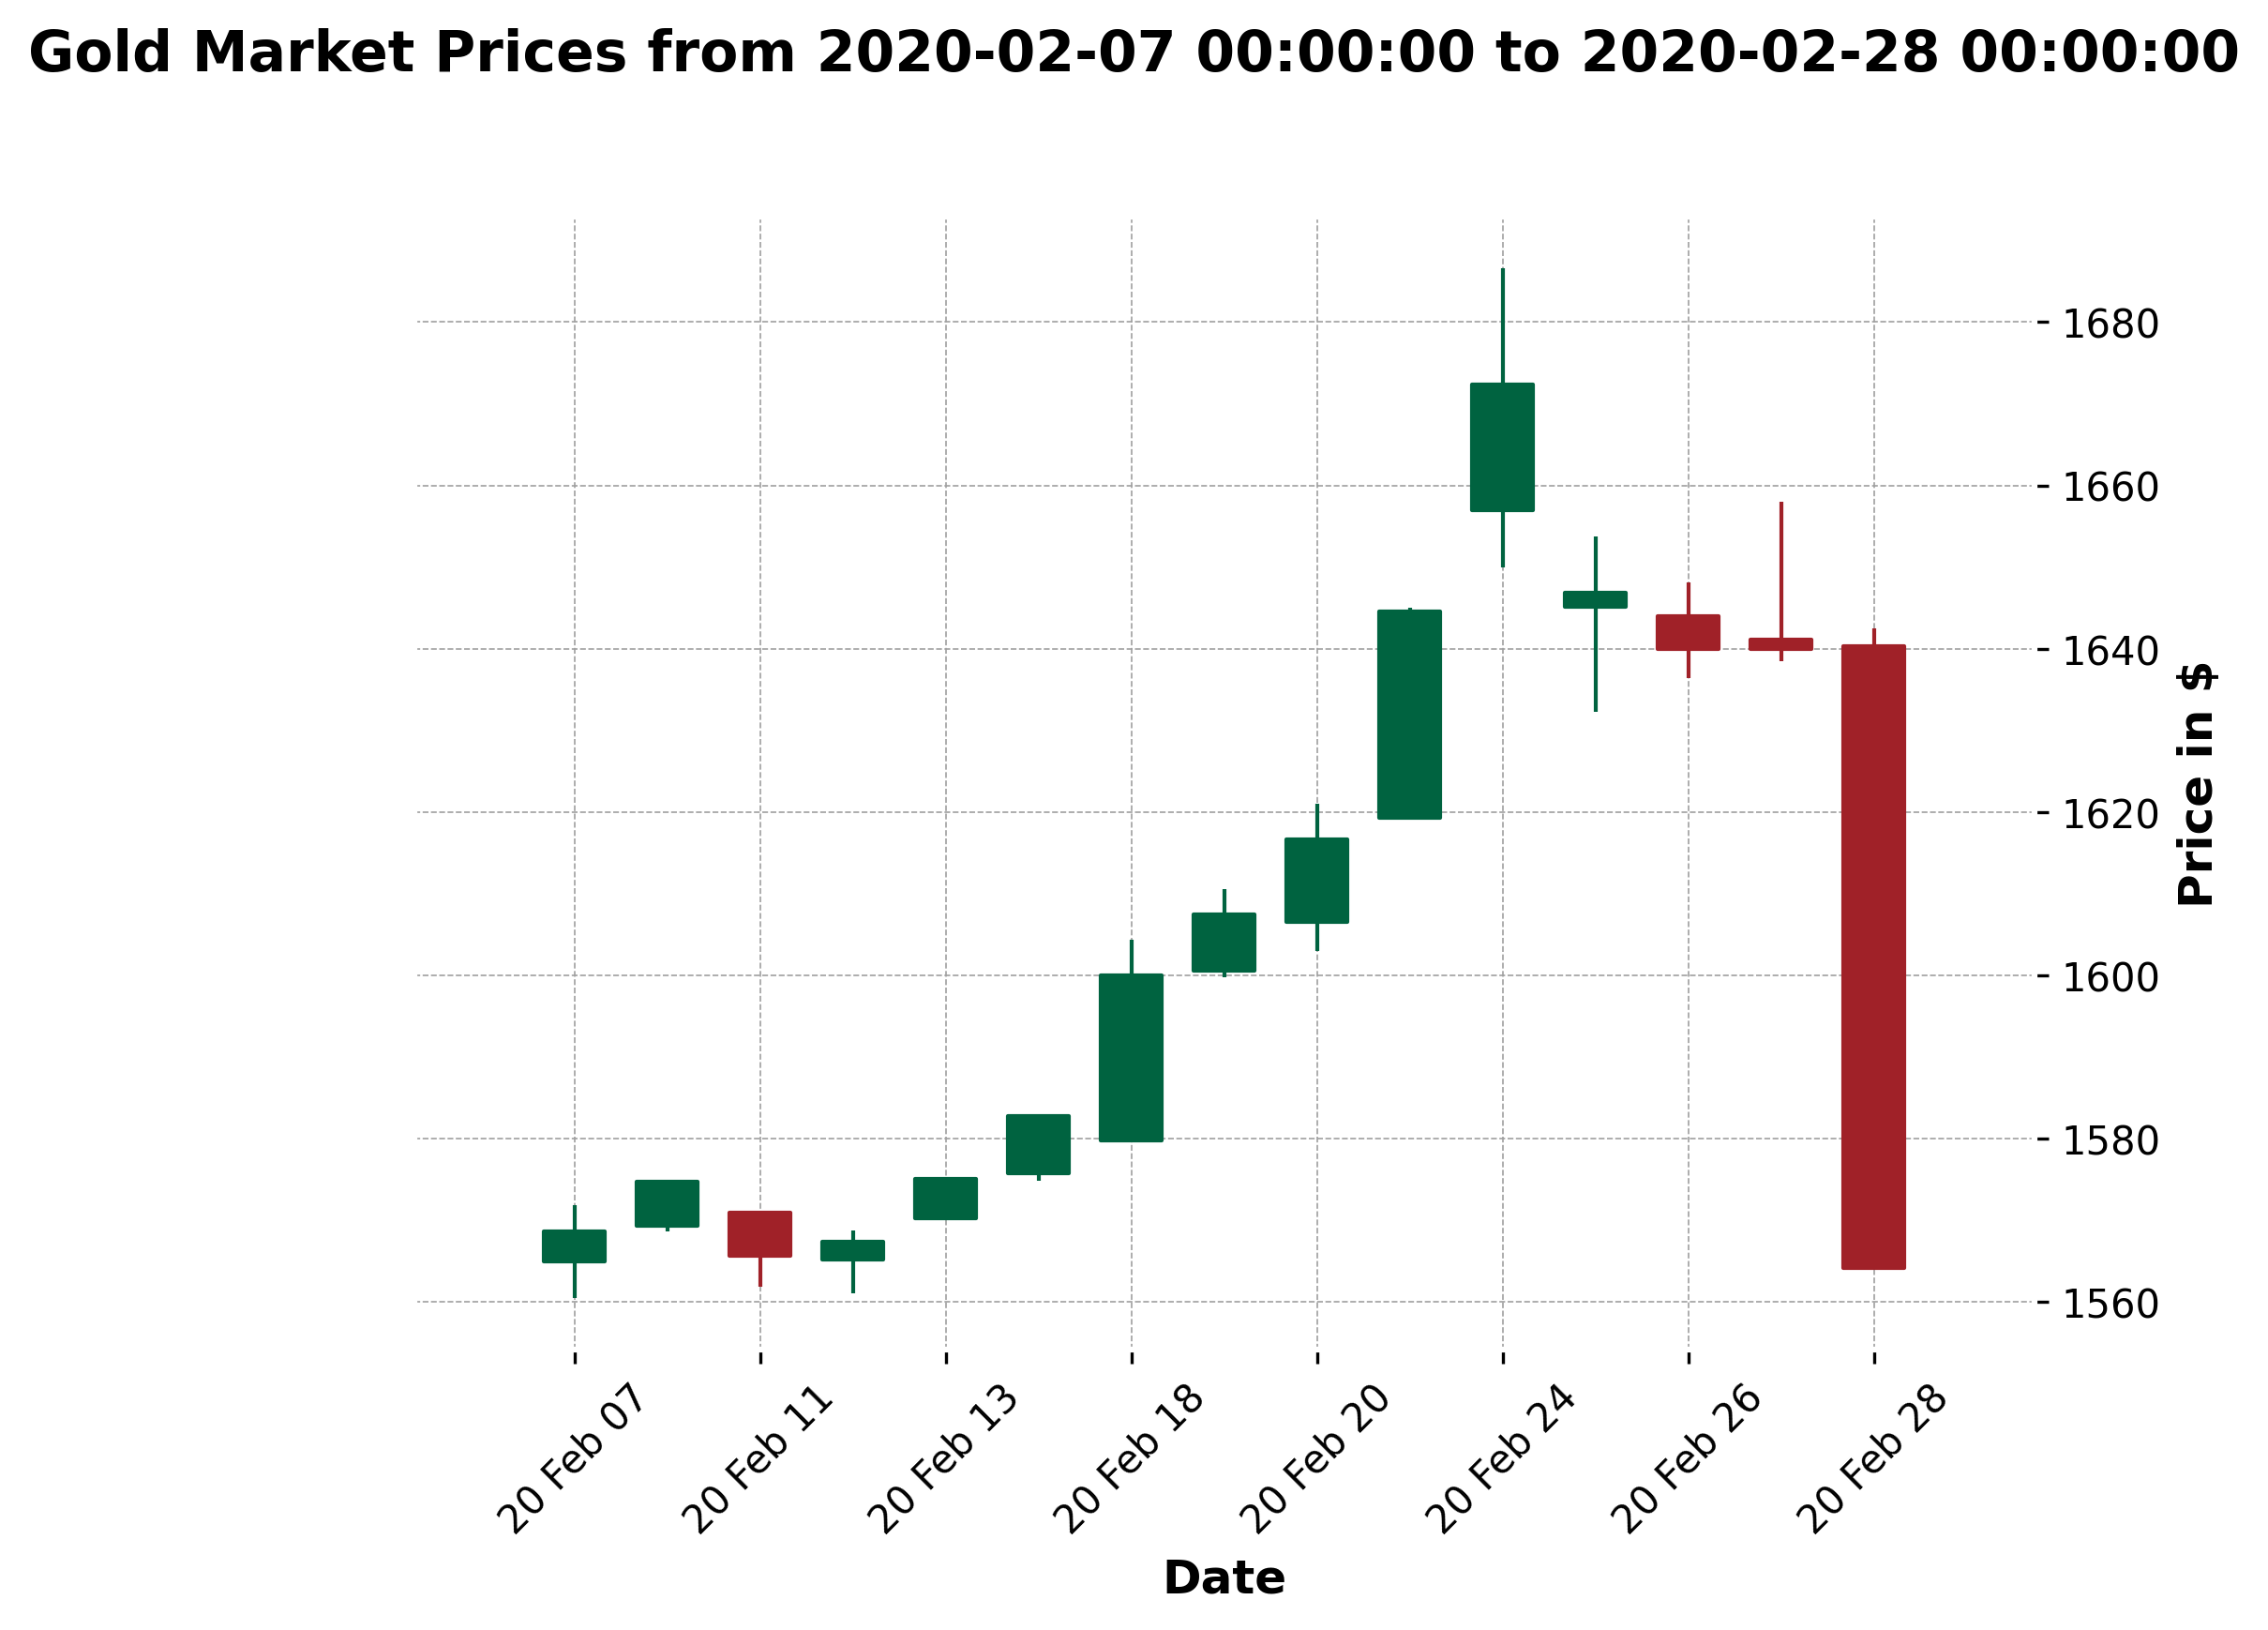 Gold Market Prices from 2020-02-07 00:00:00 to 2020-02-28 00:00:00
1680
1660
1640
1620
1600
1580
1560
Price in $
20 Feb 07
20 Feb 11
20 Feb 13
20 Feb 18
20 Feb 20
20 Feb 24
20 Feb 26
20 Feb 28
Date